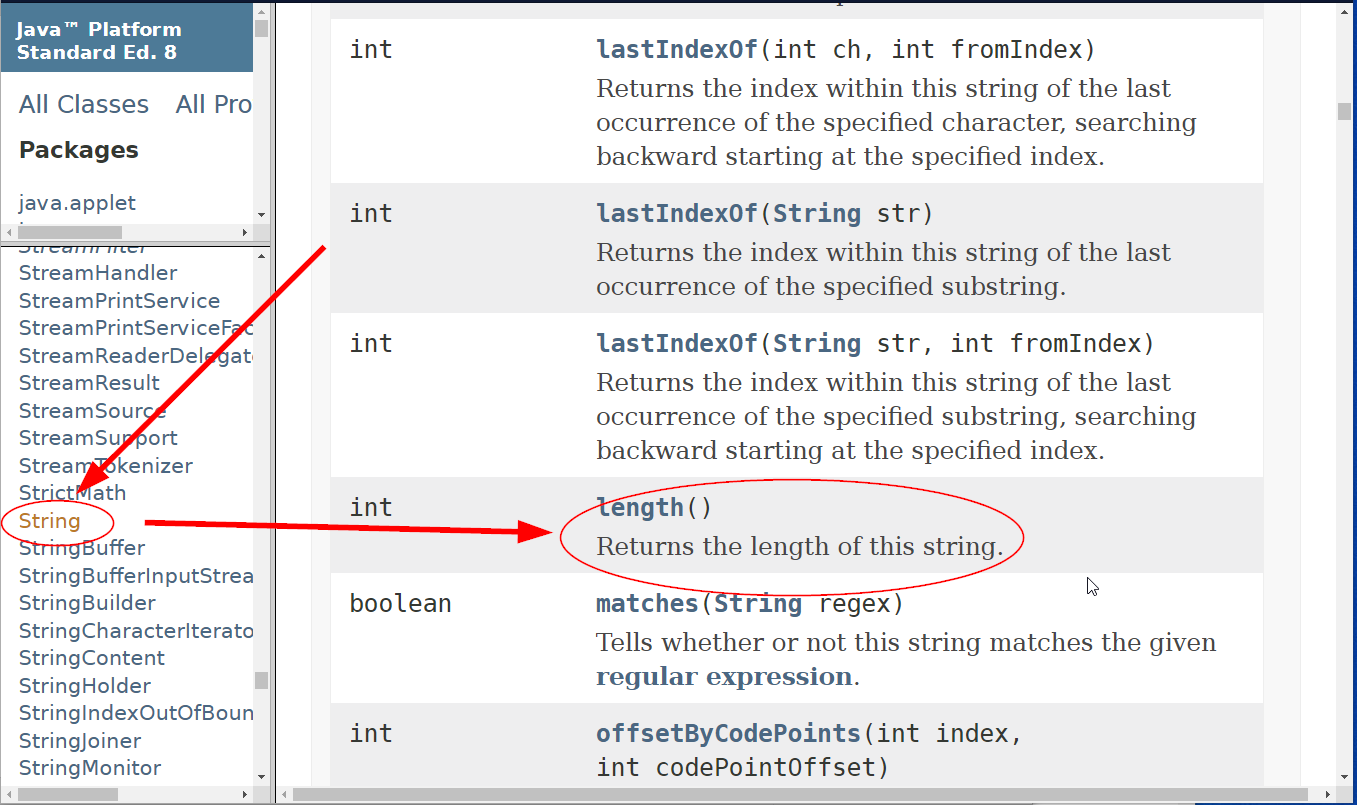 Java™ Platform
Standard Ed. 8
All Classes All Pro
Packages
java.applet
StreamFilter
StreamHandler
StreamPrintService
StreamPrintServiceFac
StreamReaderDelegate
StreamResult
StreamSource
StreamSupport
StreamTokenizer
StrictMath
String
StringBuffer
StringBufferInputStrea
StringBuilder
StringCharacterIterato
StringContent
StringHolder
StringIndexOutOfBoun
StringJoiner
StringMonitor
int lastIndexOf(int ch, int fromIndex)
Returns the index within this string of the last
occurrence of the specified character, searching
backward starting at the specified index.
int lastIndexOf(String str)
Returns the index within this string of the last
occurrence of the specified substring.
int lastIndexOf(String str, int fromIndex)
Returns the index within this string of the last
occurrence of the specified substring, searching
backward starting at the specified index.
int length()
Returns the length of this string.
boolean matches(String regex)
Tells whether or not this string matches the given
regular expression.
int offsetByCodePoints(int index,
int codePointOffset)